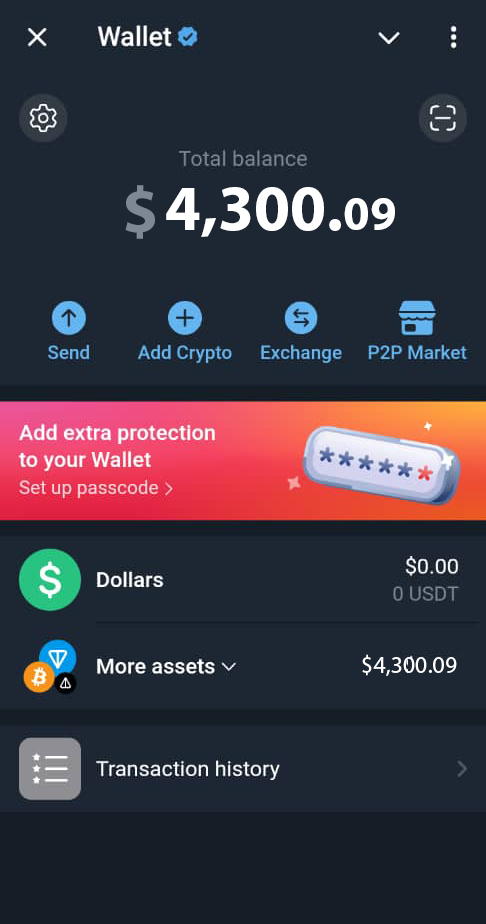 Wallet
Total balance
$4,300.09
Send
Add Crypto
Exchange
P2P Market
Add extra protection
to your Wallet
Set up passcode
******
$
Dollars
$0.00
0 USDT
More assets
$4,300.09
Transaction history